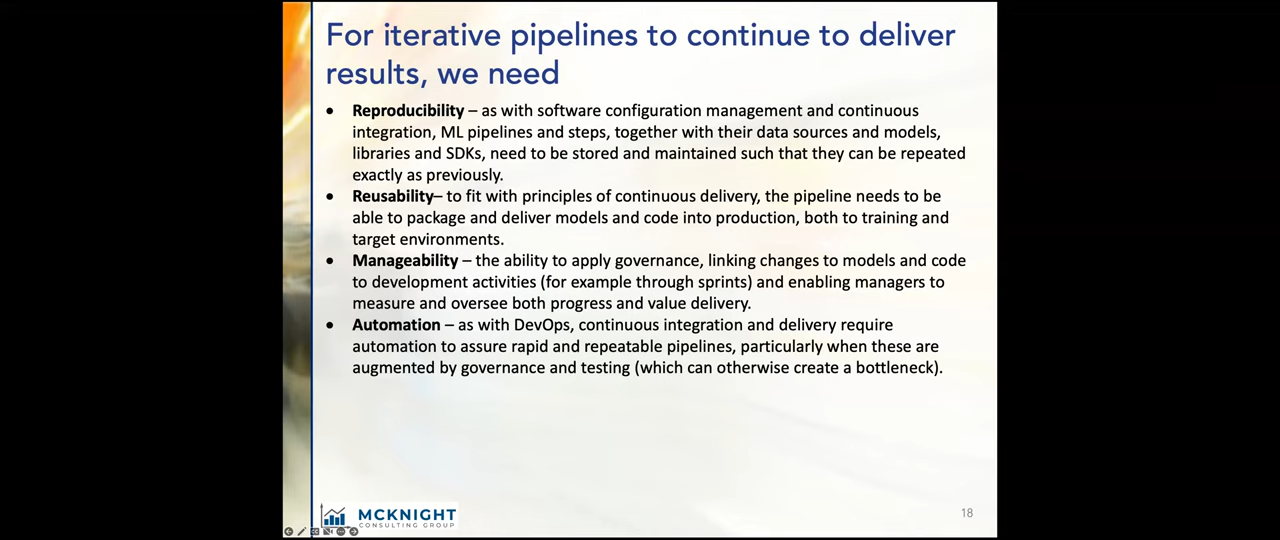 For iterative pipelines to continue to deliver
results, we need
• Reproducibility – as with software configuration management and continuous
integration, ML pipelines and steps, together with their data sources and models,
libraries and SDKs, need to be stored and maintained such that they can be repeated
exactly as previously.
• Reusability– to fit with principles of continuous delivery, the pipeline needs to be
able to package and deliver models and code into production, both to training and
target environments.
• Manageability – the ability to apply governance, linking changes to models and code
to development activities (for example through sprints) and enabling managers to
measure and oversee both progress and value delivery.
• Automation – as with DevOps, continuous integration and delivery require
automation to assure rapid and repeatable pipelines, particularly when these are
augmented by governance and testing (which can otherwise create a bottleneck).
MCKNIGHT
CONSULTING GROUP
18